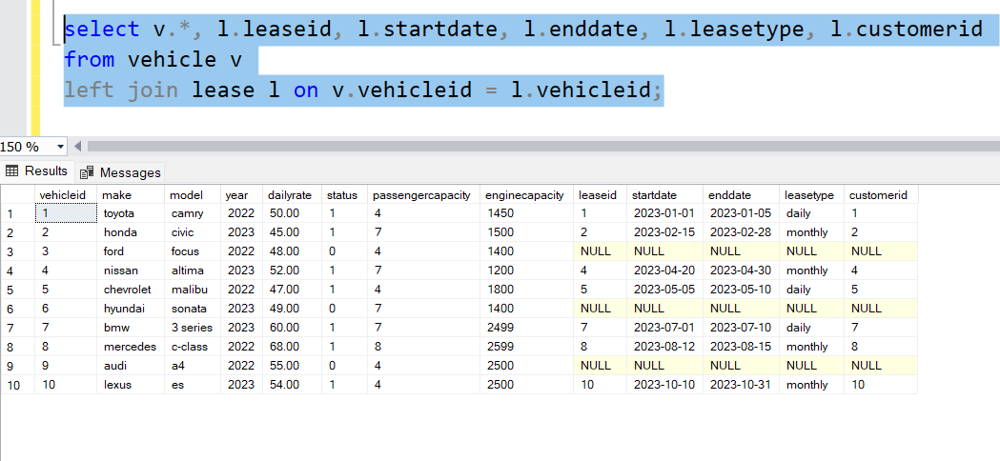 select v.*, l.leaseid, l.startdate, l.enddate, l.leasetype, l.customerid
from vehicle v
left join lease l on v.vehicleid = l.vehicleid;
150 %
Results Messages
vehicleid make model year dailyrate status passengercapacity enginecapacity leaseid startdate enddate leasetype customerid
1 1 toyota camry 2022 50.00 1 4 1450 1 2023-01-01 2023-01-05 daily 1
2 2 honda civic 2023 45.00 1 7 1500 2 2023-02-15 2023-02-28 monthly 2
3 3 ford focus 2022 48.00 0 4 1400 NULL NULL NULL NULL NULL
4 4 nissan altima 2023 52.00 1 7 1200 4 2023-04-20 2023-04-30 monthly 4
5 5 chevrolet malibu 2022 47.00 1 4 1800 5 2023-05-05 2023-05-10 daily 5
6 6 hyundai sonata 2023 49.00 0 7 1400 NULL NULL NULL NULL NULL
7 7 bmw 3 series 2023 60.00 1 7 2499 7 2023-07-01 2023-07-10 daily 7
8 8 mercedes c-class 2022 68.00 1 8 2599 8 2023-08-12 2023-08-15 monthly 8
9 9 audi a4 2022 55.00 0 4 2500 NULL NULL NULL NULL NULL
10 10 lexus es 2023 54.00 1 4 2500 10 2023-10-10 2023-10-31 monthly 10